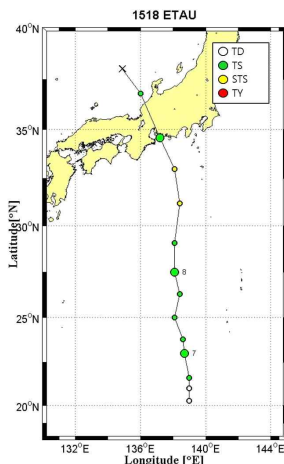 1518 ETAU
40°N
35°N
30°N
25°N
20°N
Latitude[°N]
TD
TS
STS
TY
8
7
132°E
136°E
140°E
144°E
Longitude [°E]